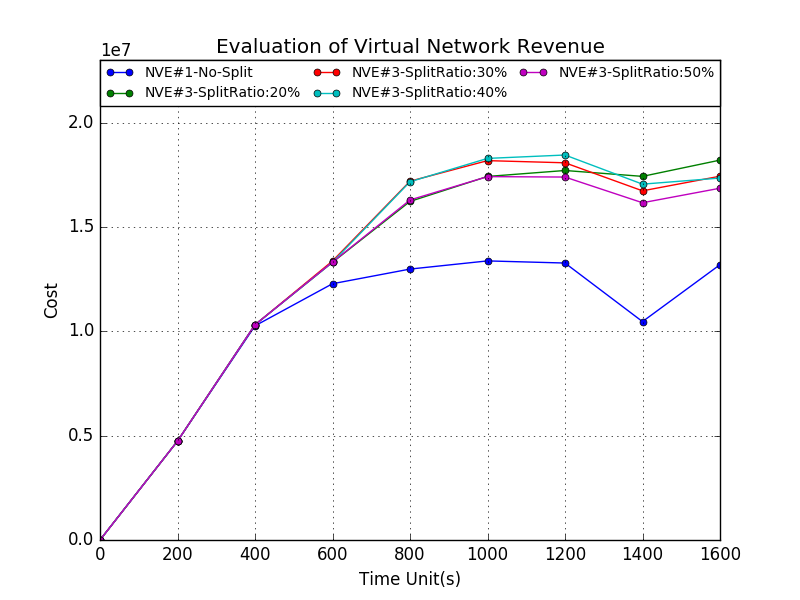 Evaluation of Virtual Network Revenue
1e7
NVE#1-No-Split
NVE#3-SplitRatio:20%
NVE#3-SplitRatio:30%
NVE#3-SplitRatio:40%
NVE#3-SplitRatio:50%
2.0
1.5
1.0
0.5
0.0
Cost
0 200 400 600 800 1000 1200 1400 1600
Time Unit(s)